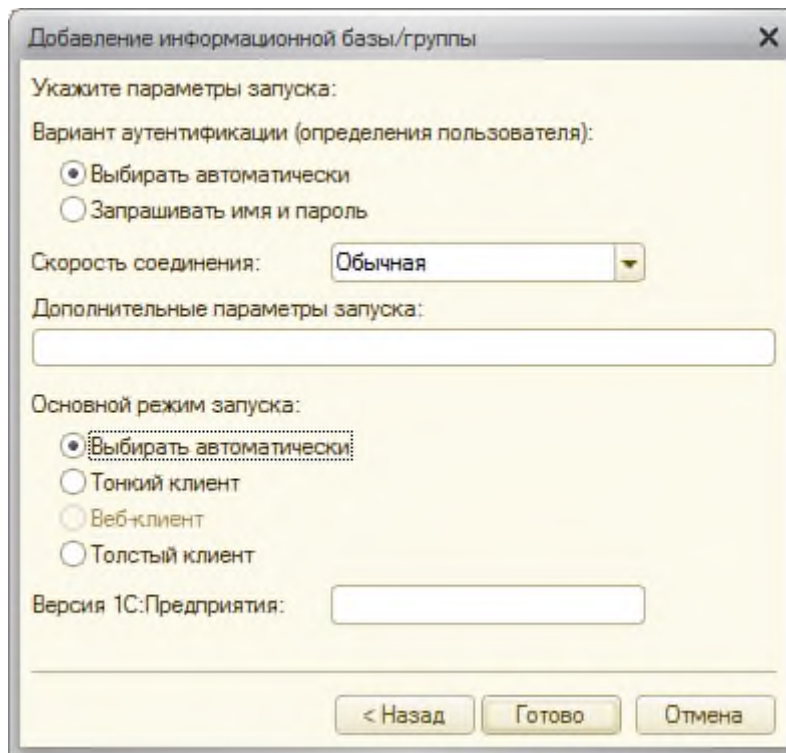 Добавление информационной базы/группы
Укажите параметры запуска:
Вариант аутентификации (определения пользователя):
Выбирать автоматически
Запрашивать имя и пароль
Скорость соединения: Обычная
Дополнительные параметры запуска:
Основной режим запуска:
Выбирать автоматически
Тонкий клиент
Веб-клиент
Толстый клиент
Версия 1С:Предприятия:
< Назад Готово Отмена